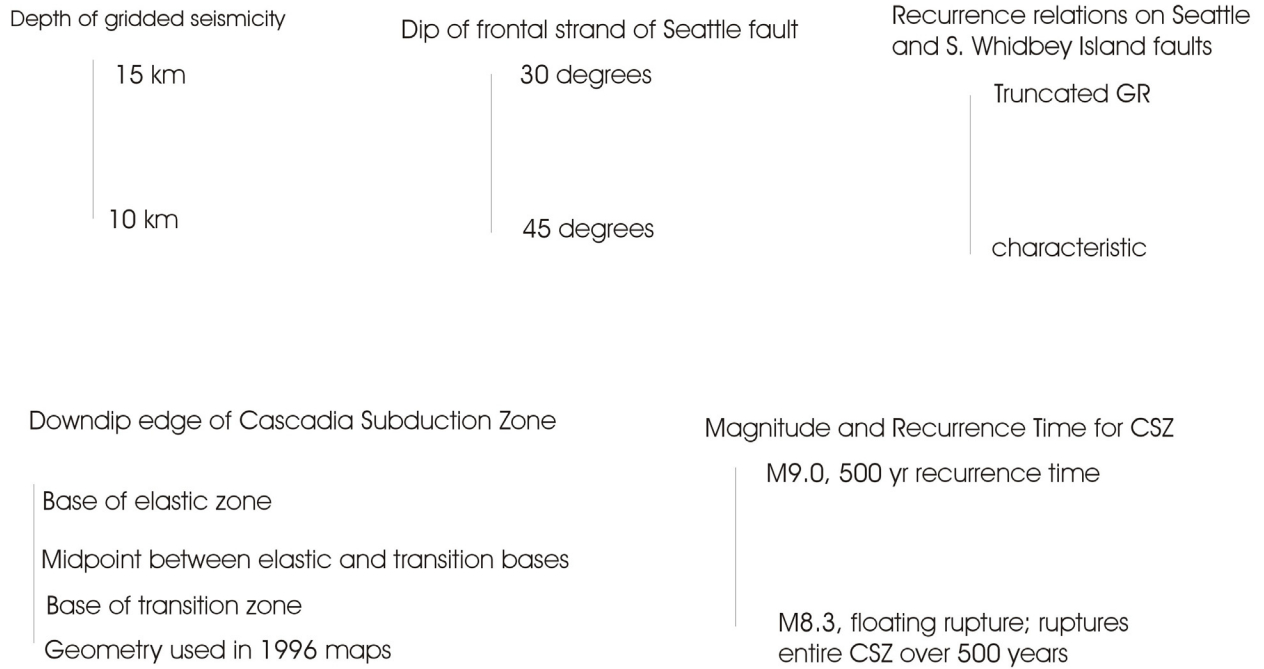 Depth of gridded seismicity
15 km
10 km
Dip of frontal strand of Seattle fault
30 degrees
45 degrees
Recurrence relations on Seattle
and S. Whidbey Island faults
Truncated GR
characteristic
Downdip edge of Cascadia Subduction Zone
Base of elastic zone
Midpoint between elastic and transition bases
Base of transition zone
Geometry used in 1996 maps
Magnitude and Recurrence Time for CSZ
M9.0, 500 yr recurrence time
M8.3, floating rupture; ruptures
entire CSZ over 500 years